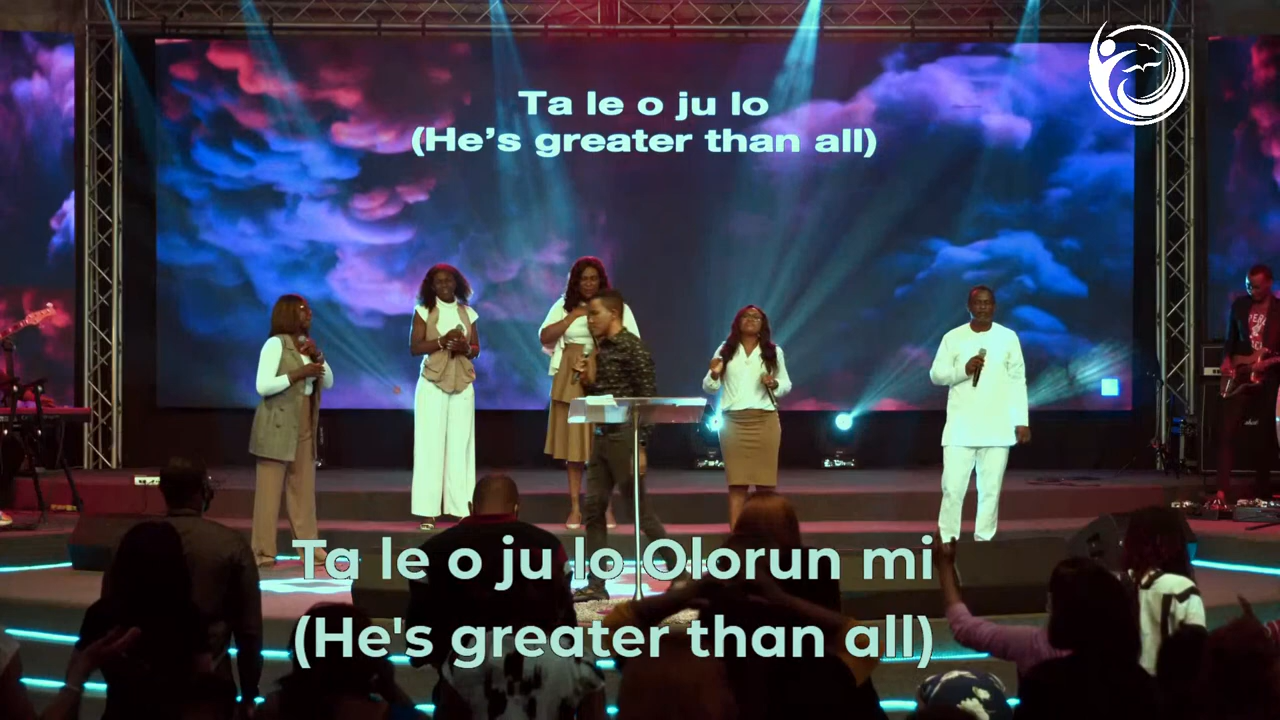 Ta le o ju lo
(He’s greater than all)
Ta le o ju lo Olorun mi
(He's greater than all)